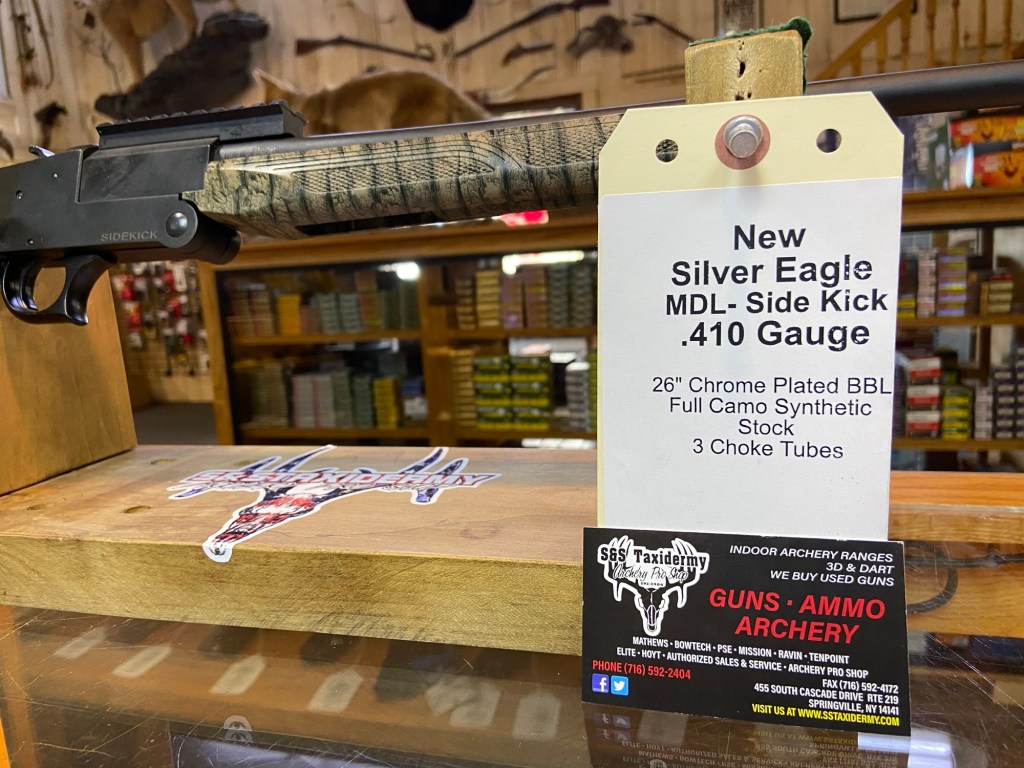 SIDEKICK
New
Silver Eagle
MDL- Side Kick
.410 Gauge
26" Chrome Plated BBL
Full Camo Synthetic
Stock
3 Choke Tubes
S&STAXIDERMY
S&S Taxidermy
Archery Pro Shop
592-2404
INDOOR ARCHERY RANGES
3D & DART
WE BUY USED GUNS
GUNS · AMMO
ARCHERY
MATHEWS · BOWTECH · PSE · MISSION · RAVIN · TENPOINT
ELITE · HOYT · AUTHORIZED SALES & SERVICE · ARCHERY PRO SHOP
PHONE (716) 592-2404
FAX (716) 592-4172
455 SOUTH CASCADE DRIVE RTE 219
SPRINGVILLE, NY 14141
VISIT US AT WWW.SSTAXIDERMY.COM